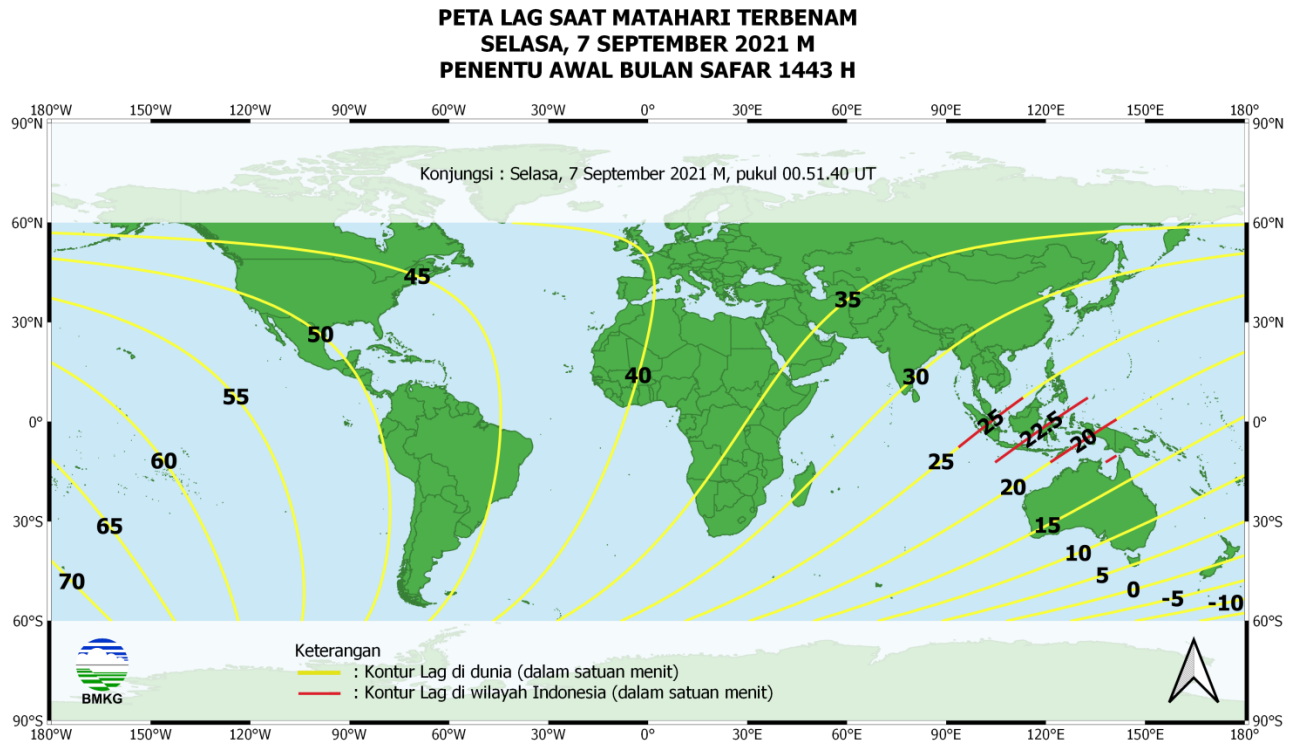 PETA LAG SAAT MATAHARI TERBENAM
SELASA, 7 SEPTEMBER 2021 M
PENENTU AWAL BULAN SAFAR 1443 H
180°W 150°W 120°W 90°W 60°W 30°W 0° 30°E 60°E 90°E 120°E 150°E 180°
90°N 90°N
Konjungsi : Selasa, 7 September 2021 M, pukul 00.51.40 UT
60°N 60°N
45
35
30°N 30°N
50
40
30
55
0° 0°
25
22.5
20
60
25
20
30°S 30°S
65
15
10
5
70
0
-5
-10
60°S 60°S
Keterangan
: Kontur Lag di dunia (dalam satuan menit)
: Kontur Lag di wilayah Indonesia (dalam satuan menit)
BMKG
90°S 90°S
180°W 150°W 120°W 90°W 60°W 30°W 0° 30°E 60°E 90°E 120°E 150°E 180°